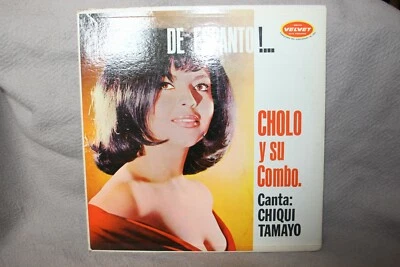 DE ESPANTO!...
VELVET
CHOLO
y su
Combo.
Canta:
CHIQUI
TAMAYO